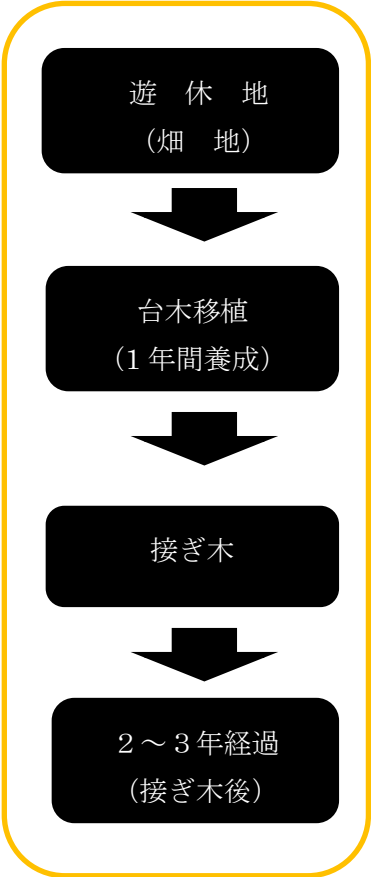 遊　休　地
（畑　地）
台木移植
（1 年間養成）
接ぎ木
２～３年経過
（接ぎ木後）